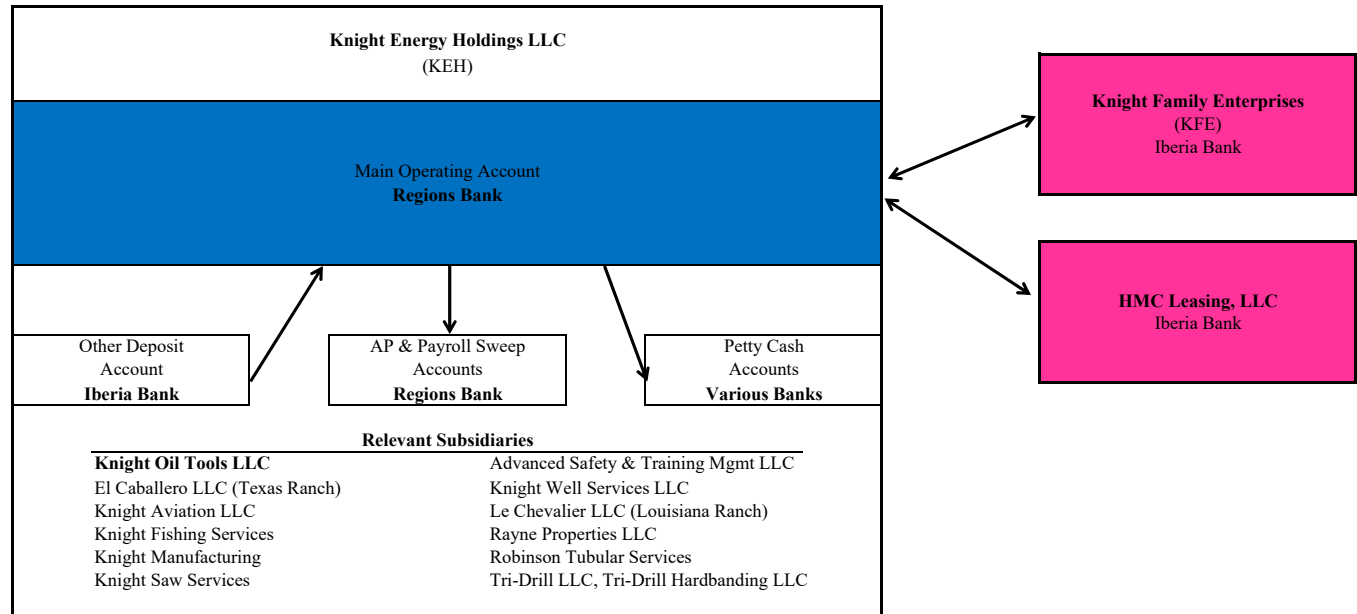 Knight Energy Holdings LLC
(KEH)
Main Operating Account
Regions Bank
Knight Family Enterprises
(KFE)
Iberia Bank
HMC Leasing, LLC
Iberia Bank
Other Deposit
Account
Iberia Bank
AP & Payroll Sweep
Accounts
Regions Bank
Petty Cash
Accounts
Various Banks
Relevant Subsidiaries
Knight Oil Tools LLC
El Caballero LLC (Texas Ranch)
Knight Aviation LLC
Knight Fishing Services
Knight Manufacturing
Knight Saw Services
Advanced Safety & Training Mgmt LLC
Knight Well Services LLC
Le Chevalier LLC (Louisiana Ranch)
Rayne Properties LLC
Robinson Tubular Services
Tri-Drill LLC, Tri-Drill Hardbanding LLC